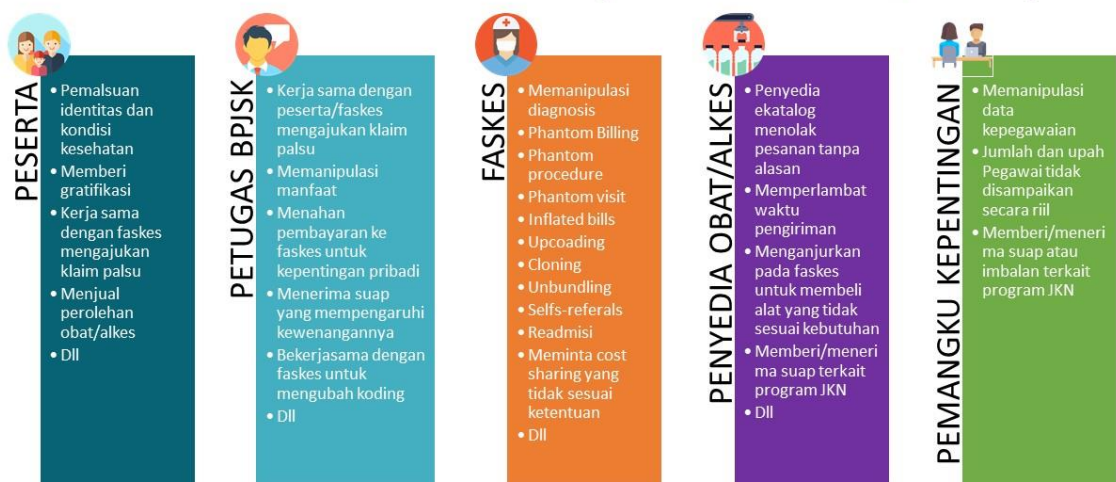 PESERTA
• Pemalsuan
identitas dan
kondisi
kesehatan
• Memberi
gratifikasi
• Kerja sama
dengan faskes
mengajukan
klaim palsu
• Menjual
perolehan
obat/alkes
• Dll
PETUGAS BPJSK
• Kerja sama dengan
peserta/faskes
mengajukan klaim
palsu
• Memanipulasi
manfaat
• Menahan
pembayaran ke
faskes untuk
kepentingan pribadi
• Menerima suap
yang mempengaruhi
kewenangannya
• Bekerjasama dengan
faskes untuk
mengubah koding
• Dll
FASKES
• Memanipulasi
diagnosis
• Phantom Billing
• Phantom
procedure
• Phantom visit
• Inflated bills
• Upcoading
• Cloning
• Unbundling
• Selfs-referrals
• Readmisi
• Meminta cost
sharing yang
tidak sesuai
ketentuan
• Dll
PENYEDIA OBAT/ALKES
• Penyedia
ekatalog
menolak
pesanan tanpa
alasan
• Memperlambat
waktu
pengiriman
• Menganjurkan
pada faskes
untuk membeli
alat yang tidak
sesuai kebutuhan
• Memberi/meneri
ma suap terkait
program JKN
• Dll
PEMANGKU KEPENTINGAN
• Memanipulasi
data
kepegawaian
• Jumlah dan upah
Pegawai tidak
disampaikan
secara riil
• Memberi/meneri
ma suap atau
imbalan terkait
program JKN